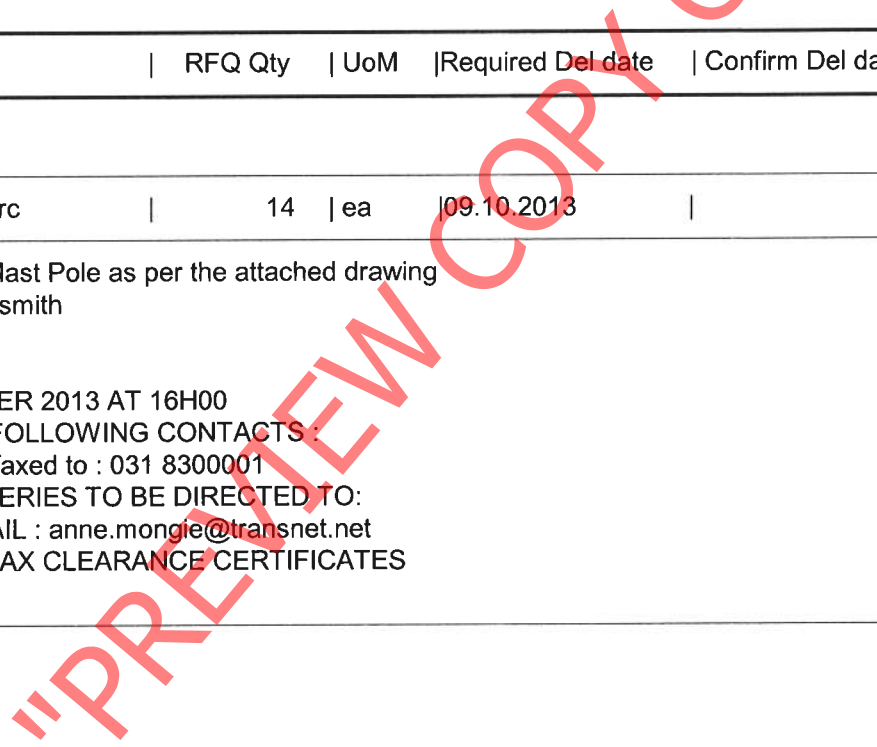 | RFQ Qty | UoM |Required Del date | Confirm Del da
rc | 14 | ea |09.10.2013 |
Mast Pole as per the attached drawing
smith
ER 2013 AT 16H00
FOLLOWING CONTACTS :
faxed to : 031 8300001
ERIES TO BE DIRECTED TO:
AIL : anne.mongie@transnet.net
AX CLEARANCE CERTIFICATES
"PREVIEW COPY